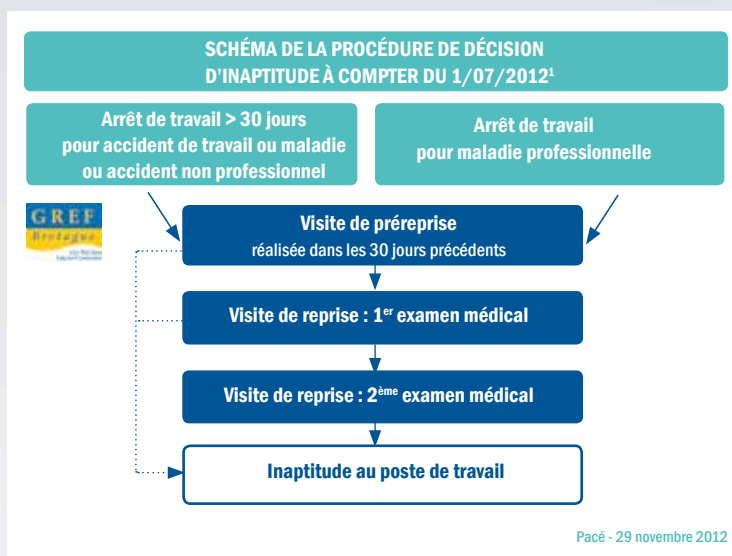 SCHÉMA DE LA PROCÉDURE DE DÉCISION
D'INAPTITUDE À COMPTER DU 1/07/2012¹
Arrêt de travail > 30 jours
pour accident de travail ou maladie
ou accident non professionnel
Arrêt de travail
pour maladie professionnelle
GREF
Bretagne
Visite de préreprise
réalisée dans les 30 jours précédents
Visite de reprise : 1er examen médical
Visite de reprise : 2ème examen médical
Inaptitude au poste de travail
Pacé - 29 novembre 2012